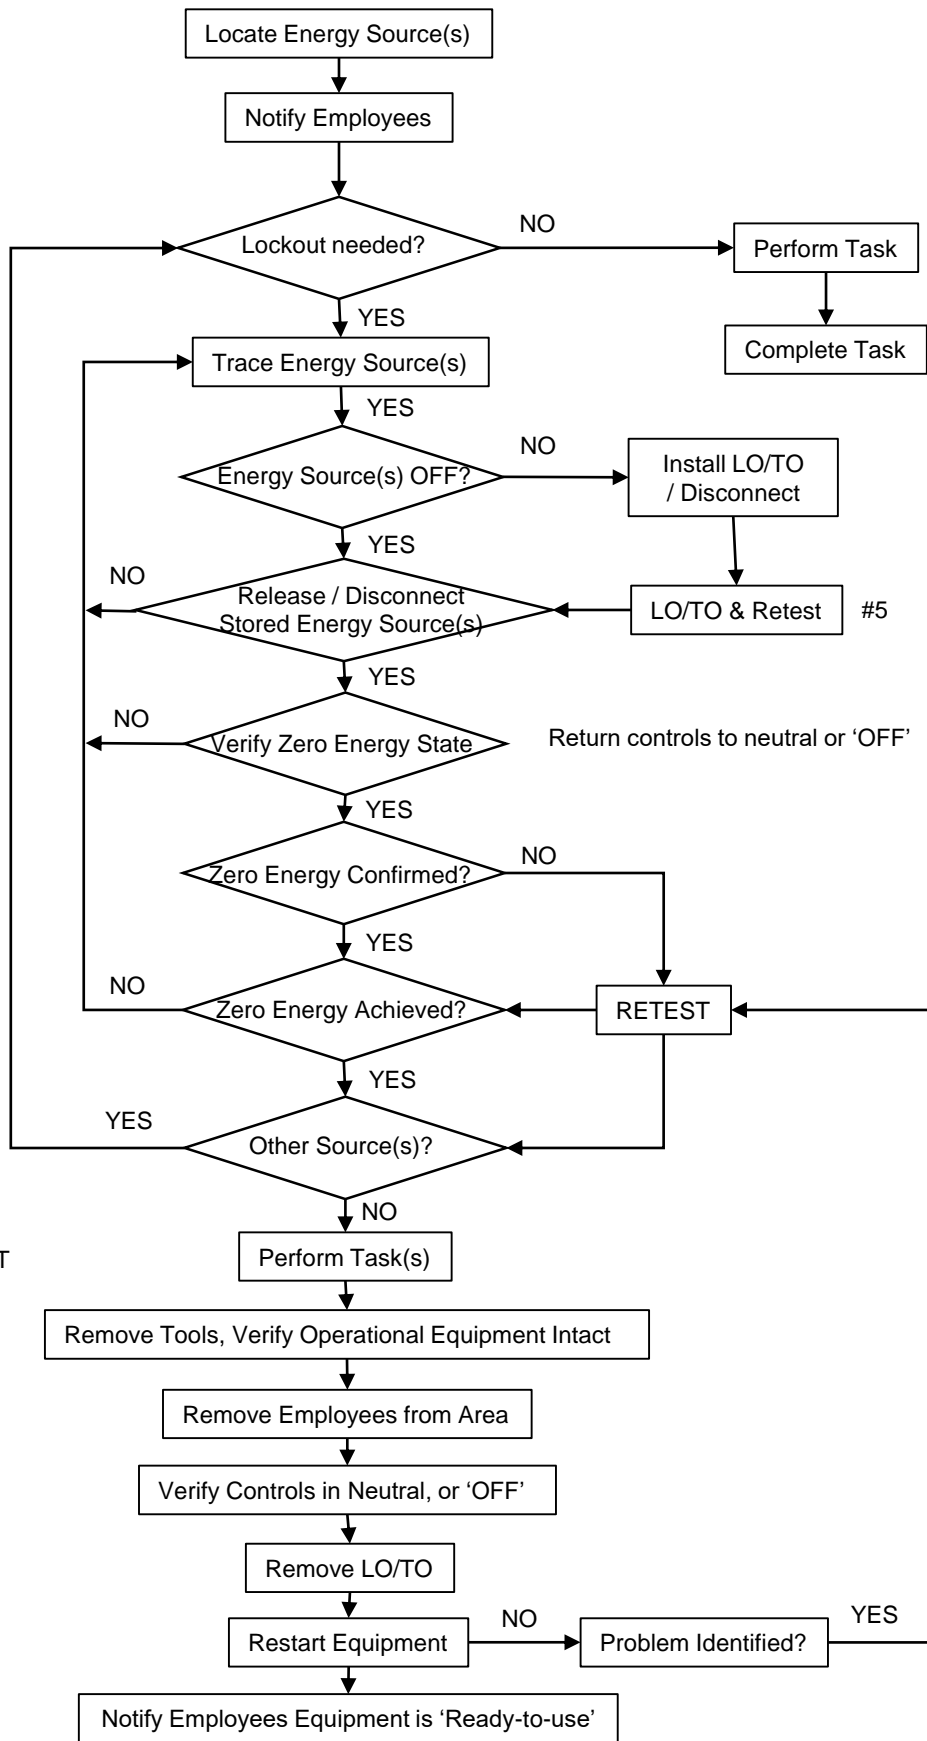 Locate Energy Source(s)
Notify Employees
Lockout needed?
NO
Perform Task
Complete Task
YES
Trace Energy Source(s)
YES
Energy Source(s) OFF?
NO
Install LO/TO
/ Disconnect
YES
NO
Release / Disconnect
Stored Energy Source(s)
LO/TO & Retest
#5
YES
NO
Verify Zero Energy State
Return controls to neutral or ‘OFF’
YES
Zero Energy Confirmed?
NO
YES
NO
Zero Energy Achieved?
RETEST
YES
YES
Other Source(s)?
NO
T
Perform Task(s)
Remove Tools, Verify Operational Equipment Intact
Remove Employees from Area
Verify Controls in Neutral, or ‘OFF’
Remove LO/TO
Restart Equipment
NO
Problem Identified?
YES
Notify Employees Equipment is ‘Ready-to-use’